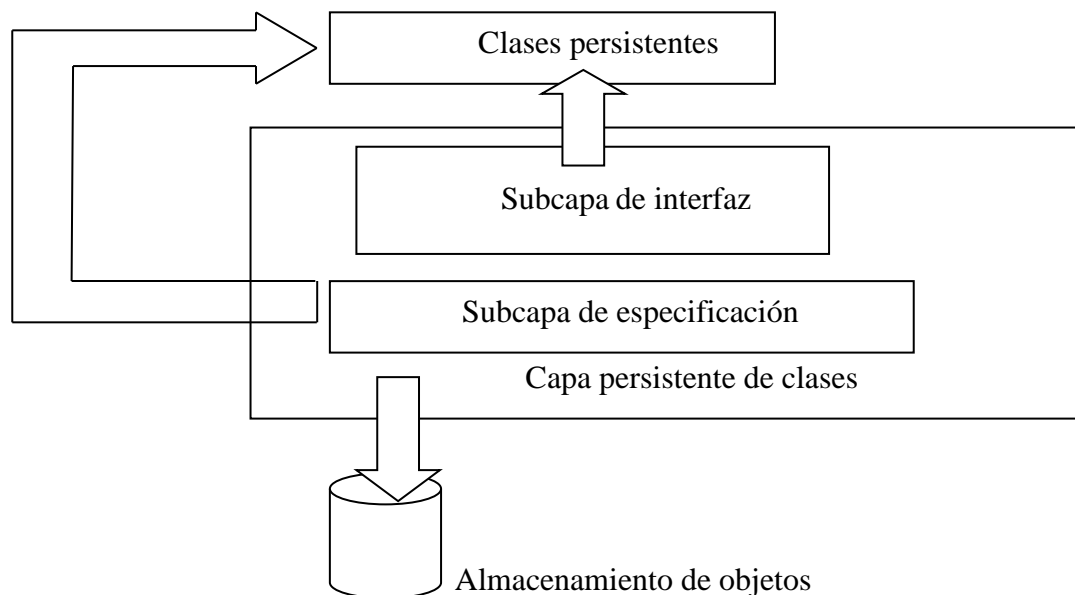 Clases persistentes
Subcapa de interfaz
Subcapa de especificación
Capa persistente de clases
Almacenamiento de objetos